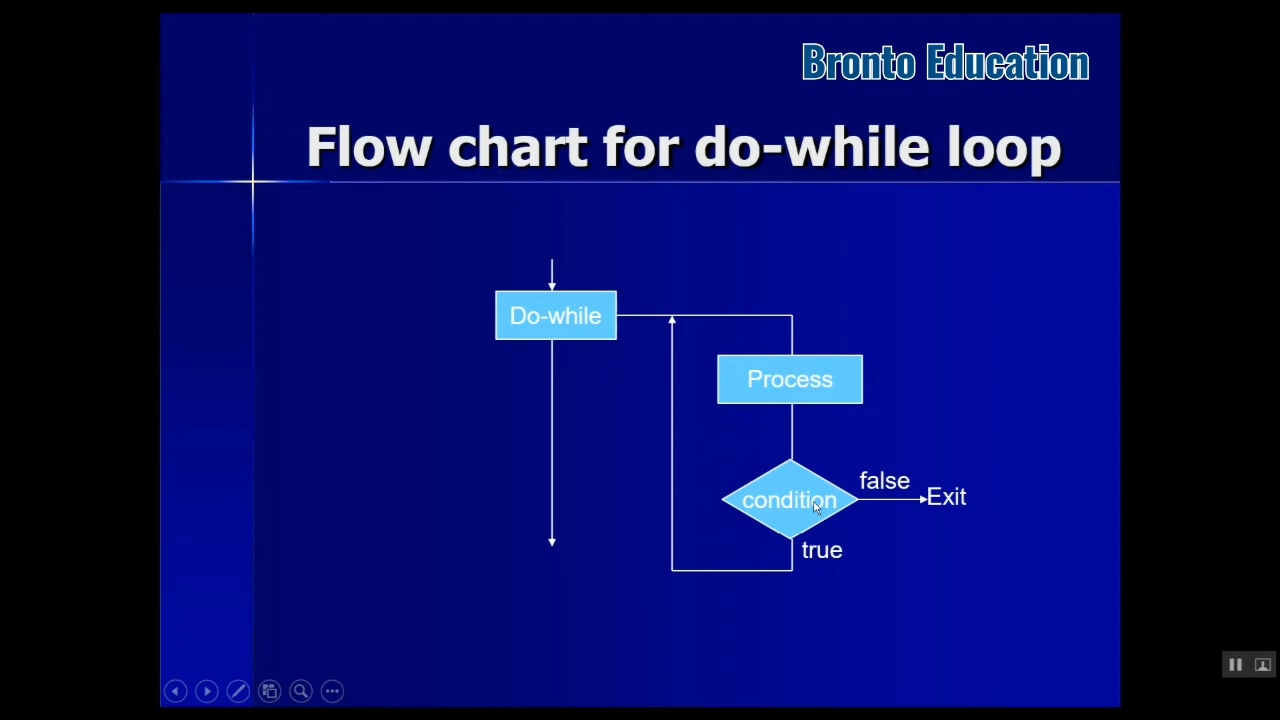 Bronto Education
Flow chart for do-while loop
Do-while
Process
condition
false
Exit
true